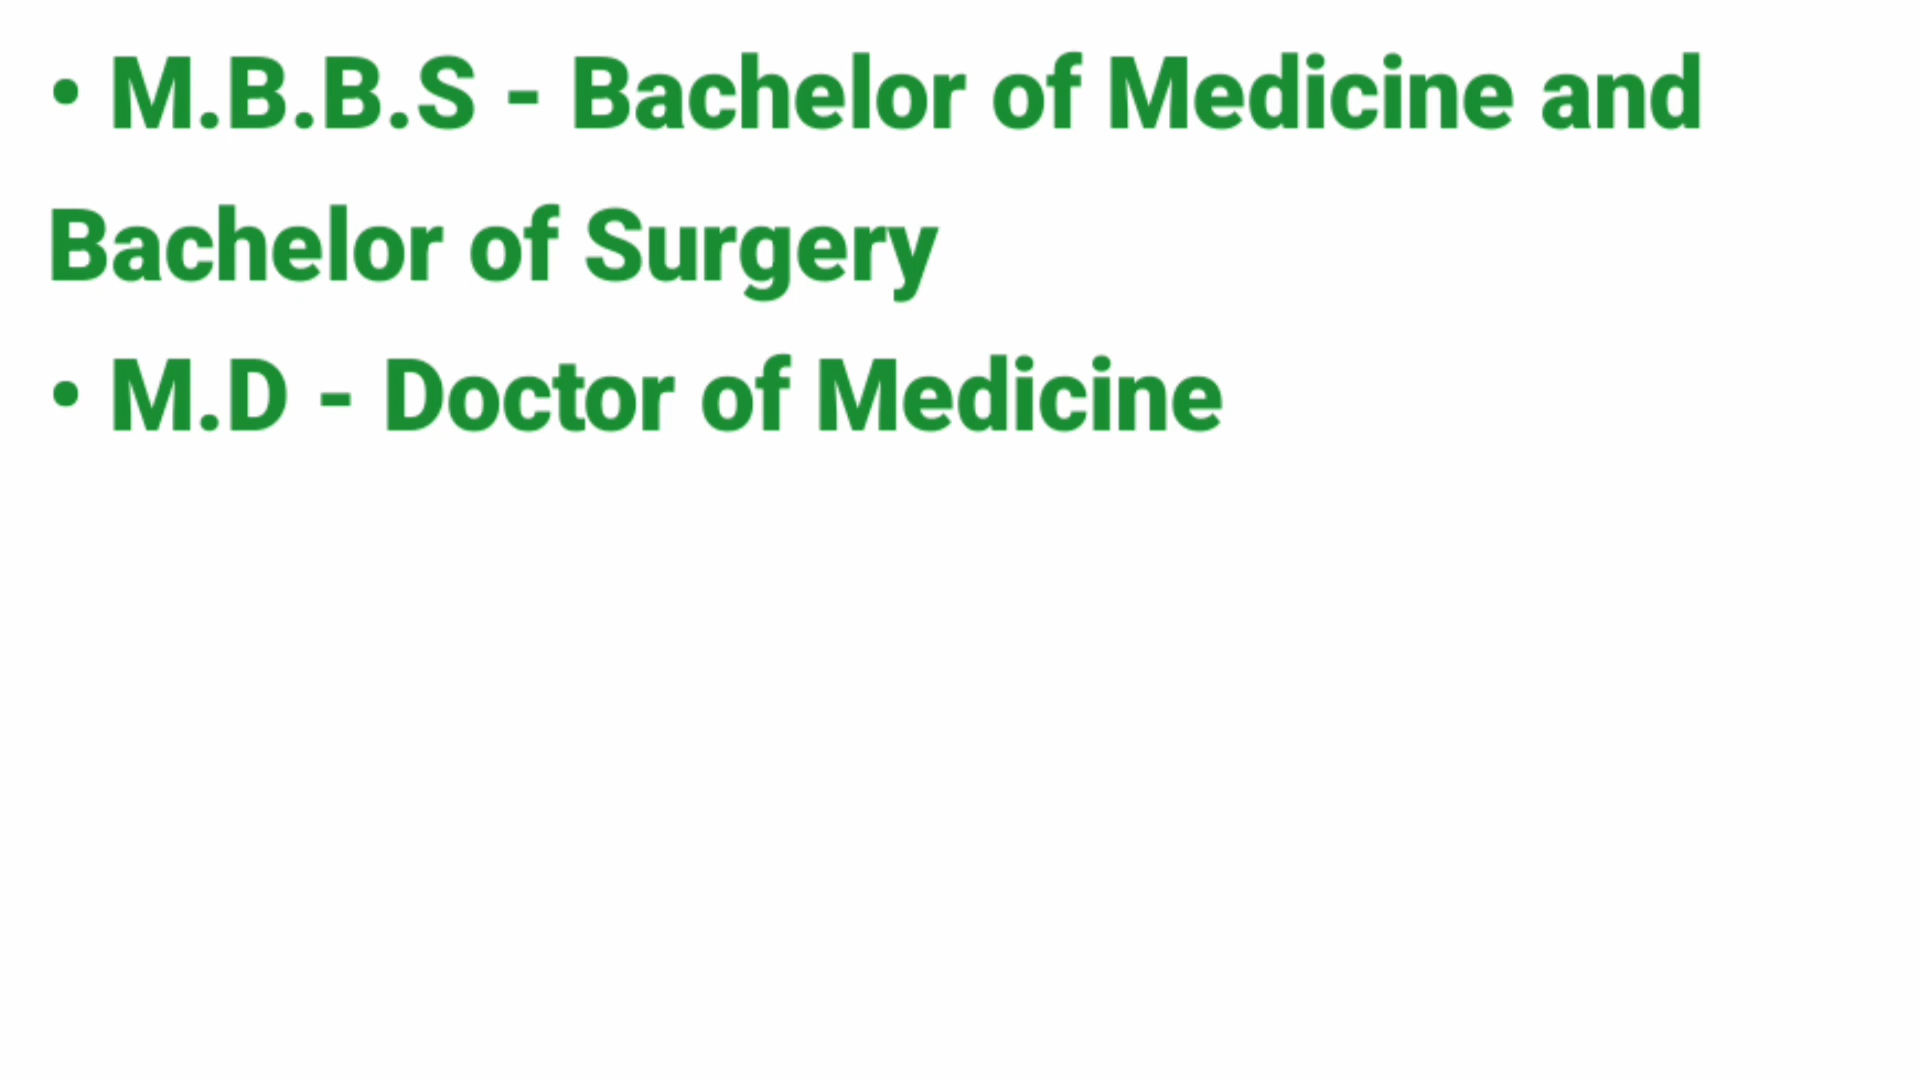 • M.B.B.S - Bachelor of Medicine and
Bachelor of Surgery
• M.D - Doctor of Medicine